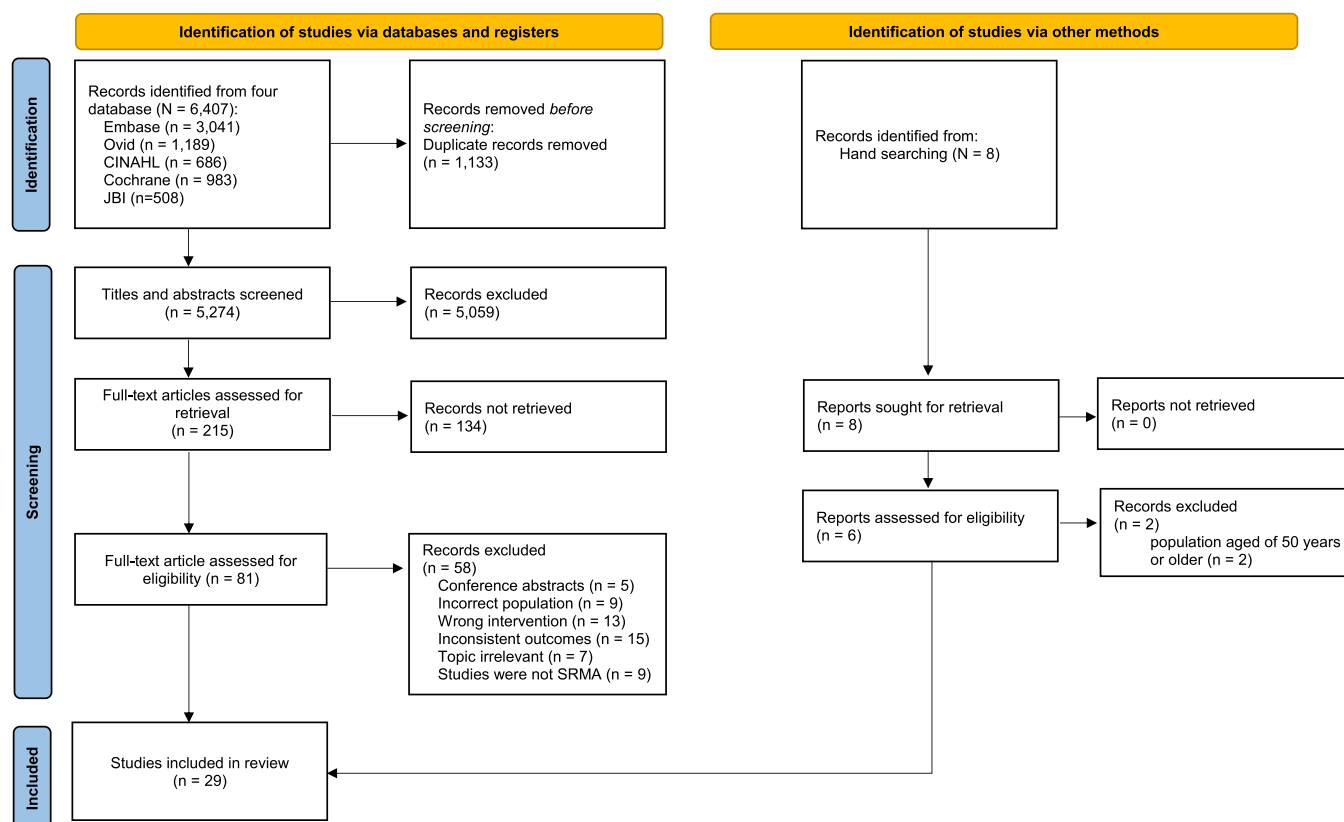 Identification of studies via databases and registers
Identification of studies via other methods
Identification
Records identified from four
database (N = 6,407):
Embase (n = 3,041)
Ovid (n = 1,189)
CINAHL (n = 686)
Cochrane (n = 983)
JBI (n=508)
Records removed before
screening:
Duplicate records removed
(n = 1,133)
Records identified from:
Hand searching (N = 8)
Screening
Titles and abstracts screened
(n = 5,274)
Records excluded
(n = 5,059)
Full-text articles assessed for
retrieval
(n = 215)
Records not retrieved
(n = 134)
Reports sought for retrieval
(n = 8)
Reports not retrieved
(n = 0)
Full-text article assessed for
eligibility (n = 81)
Records excluded
(n = 58)
Conference abstracts (n = 5)
Incorrect population (n = 9)
Wrong intervention (n = 13)
Inconsistent outcomes (n = 15)
Topic irrelevant (n = 7)
Studies were not SRMA (n = 9)
Reports assessed for eligibility
(n = 6)
Records excluded
(n = 2)
population aged of 50 years
or older (n = 2)
Included
Studies included in review
(n = 29)